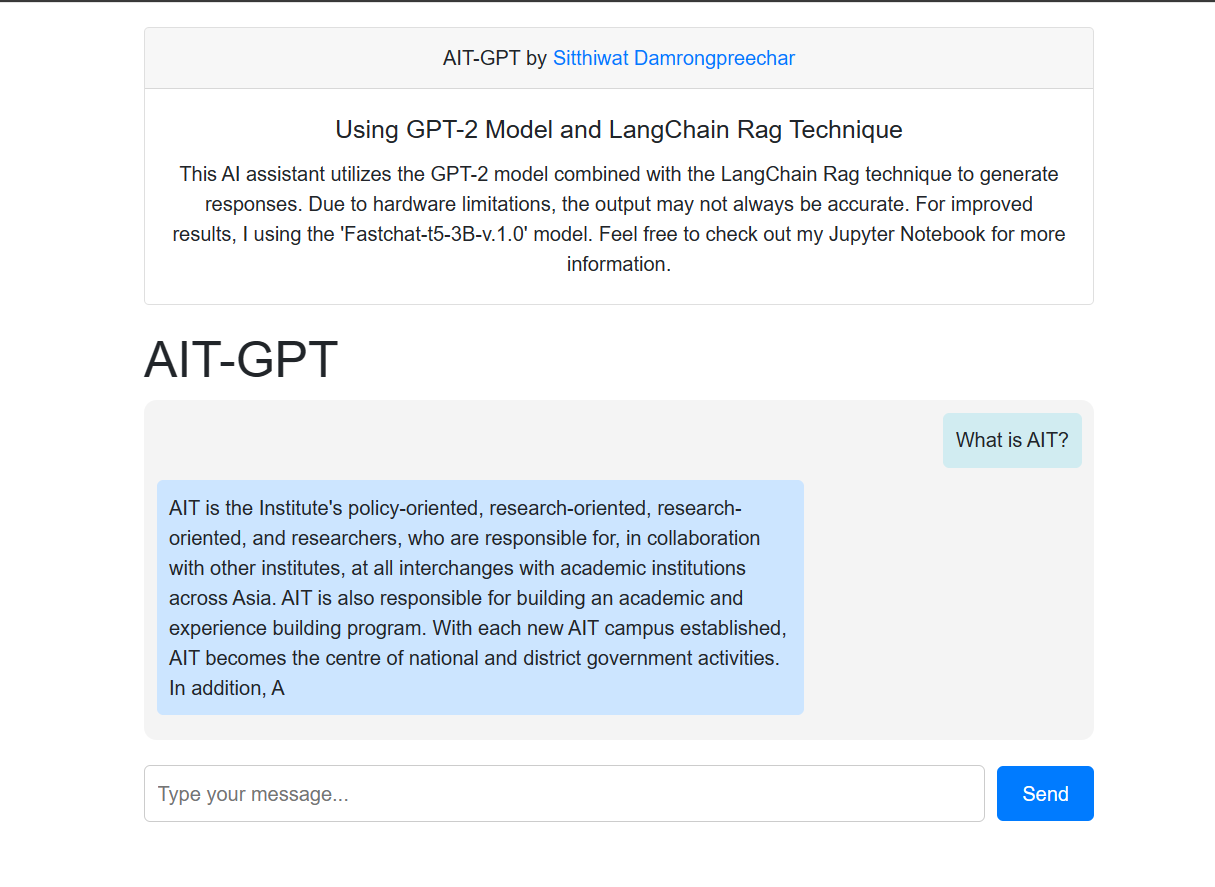 AIT-GPT by Sitthiwat Damrongpreechar
Using GPT-2 Model and LangChain Rag Technique
This AI assistant utilizes the GPT-2 model combined with the LangChain Rag technique to generate
responses. Due to hardware limitations, the output may not always be accurate. For improved
results, I using the 'Fastchat-t5-3B-v.1.0' model. Feel free to check out my Jupyter Notebook for more
information.
AIT-GPT
What is AIT?
AIT is the Institute's policy-oriented, research-oriented, research-
oriented, and researchers, who are responsible for, in collaboration
with other institutes, at all interchanges with academic institutions
across Asia. AIT is also responsible for building an academic and
experience building program. With each new AIT campus established,
AIT becomes the centre of national and district government activities.
In addition, A
Type your message...
Send